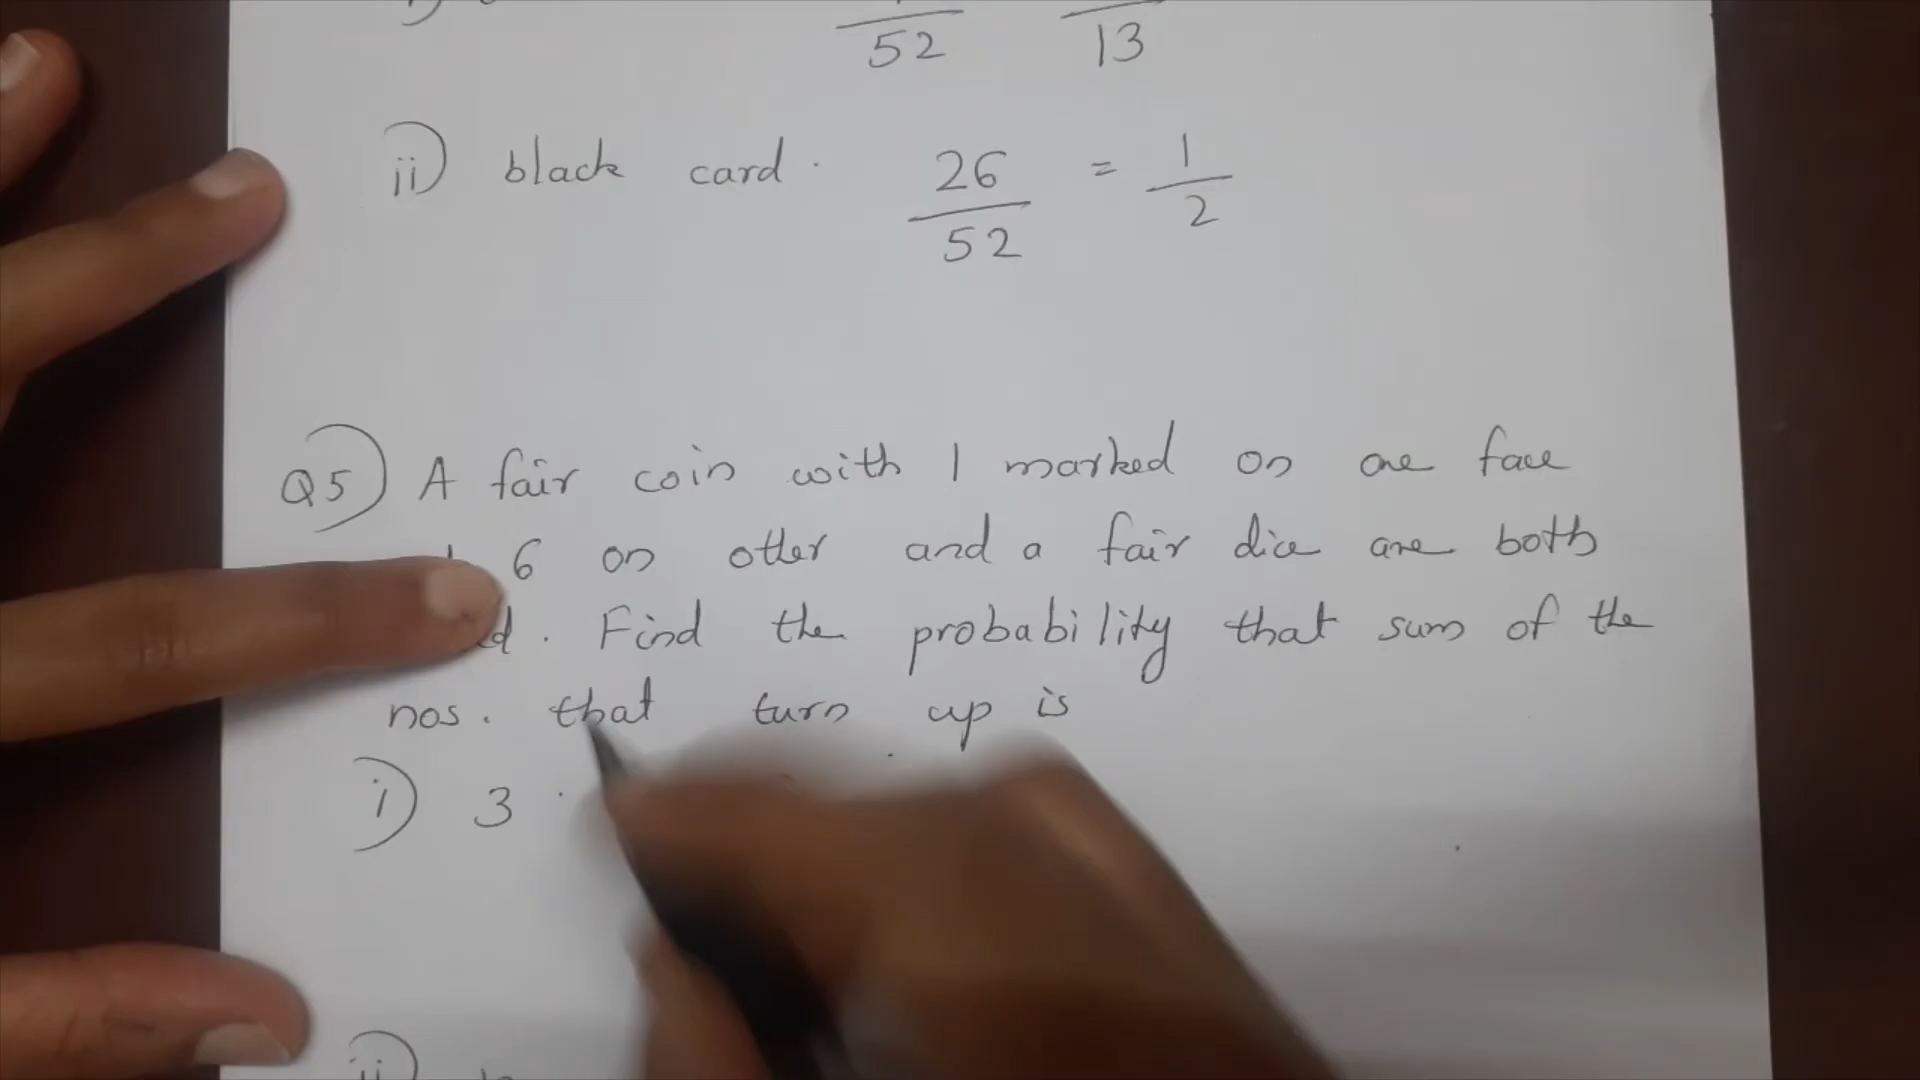 52 13
ii) black card. 26/52 = 1/2
Q5) A fair coin with 1 marked on one face
6 on other and a fair dice are both
. Find the probability that sum of the
nos. that turn up is
i) 3
ii)